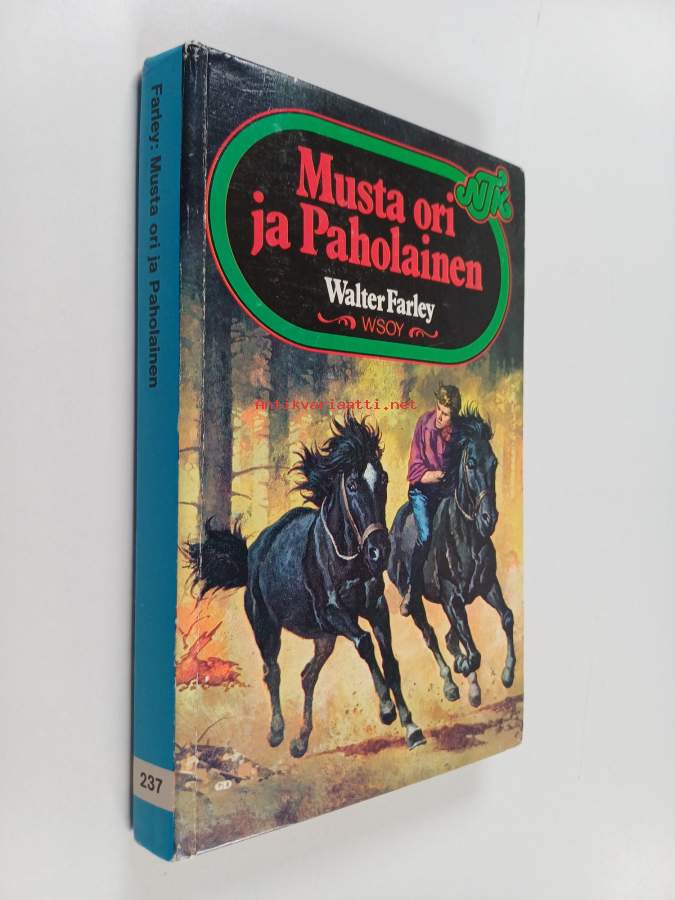 Farley: Musta ori ja Paholainen
237
NTK
Musta ori
ja Paholainen
Walter Farley
WSOY
Antikvariaatti.net